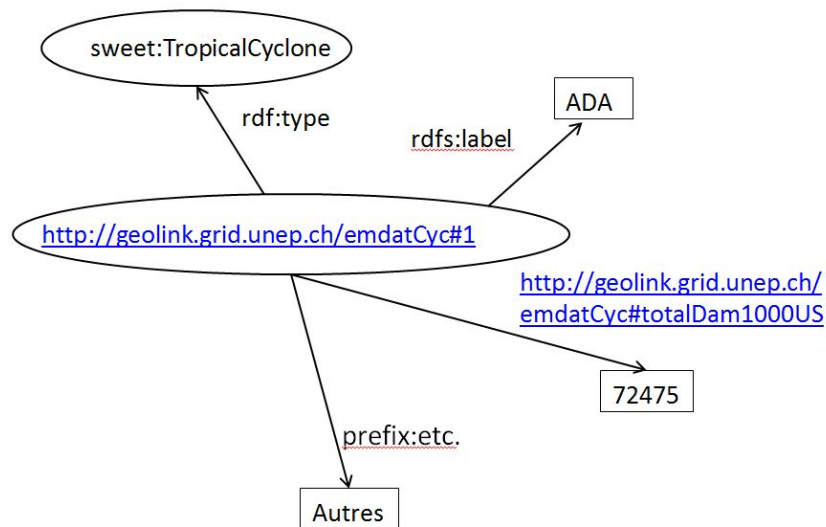 sweet:TropicalCyclone
rdf:type
ADA
rdfs:label
http://geolink.grid.unep.ch/emdatCyc#1
http://geolink.grid.unep.ch/
emdatCyc#totalDam1000US
72475
prefix:etc.
Autres